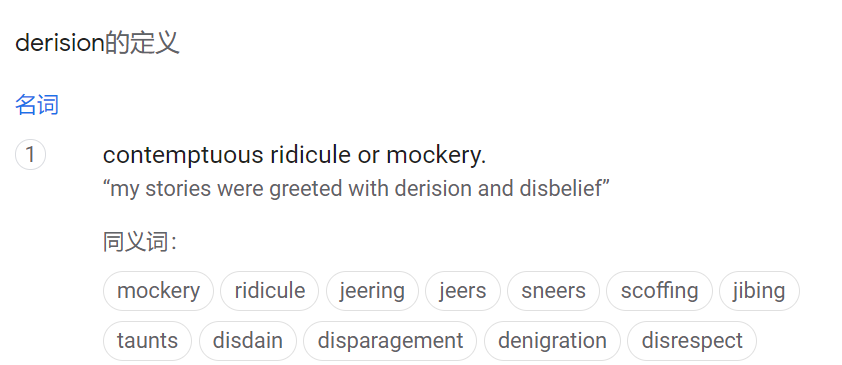 derision的定义
名词
1 contemptuous ridicule or mockery.
“my stories were greeted with derision and disbelief”
同义词：
mockery ridicule jeering jeers sneers scoffing jibing
taunts disdain disparagement denigration disrespect